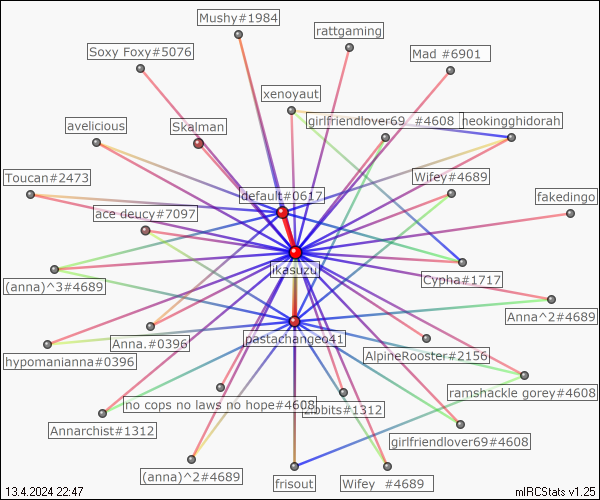 Mushy#1984
rattgaming
Soxy Foxy#5076
Mad #6901
xenoyaut
girlfriendlover69 #4608
neokingghidorah
avelicious
Skalman
Toucan#2473
default#0617
Wifey#4689
fakedingo
ace deucy#7097
ikasuzu
Cypha#1717
(anna)^3#4689
Anna^2#4689
Anna.#0396
pastachangeo41
hypomanianna#0396
AlpineRooster#2156
ramshackle gorey#4608
no cops no laws no hope#4608
Annarchist#1312
girlfriendlover69#4608
(anna)^2#4689
frisout
Wifey #4689
13.4.2024 22:47
mIRCStats v1.25